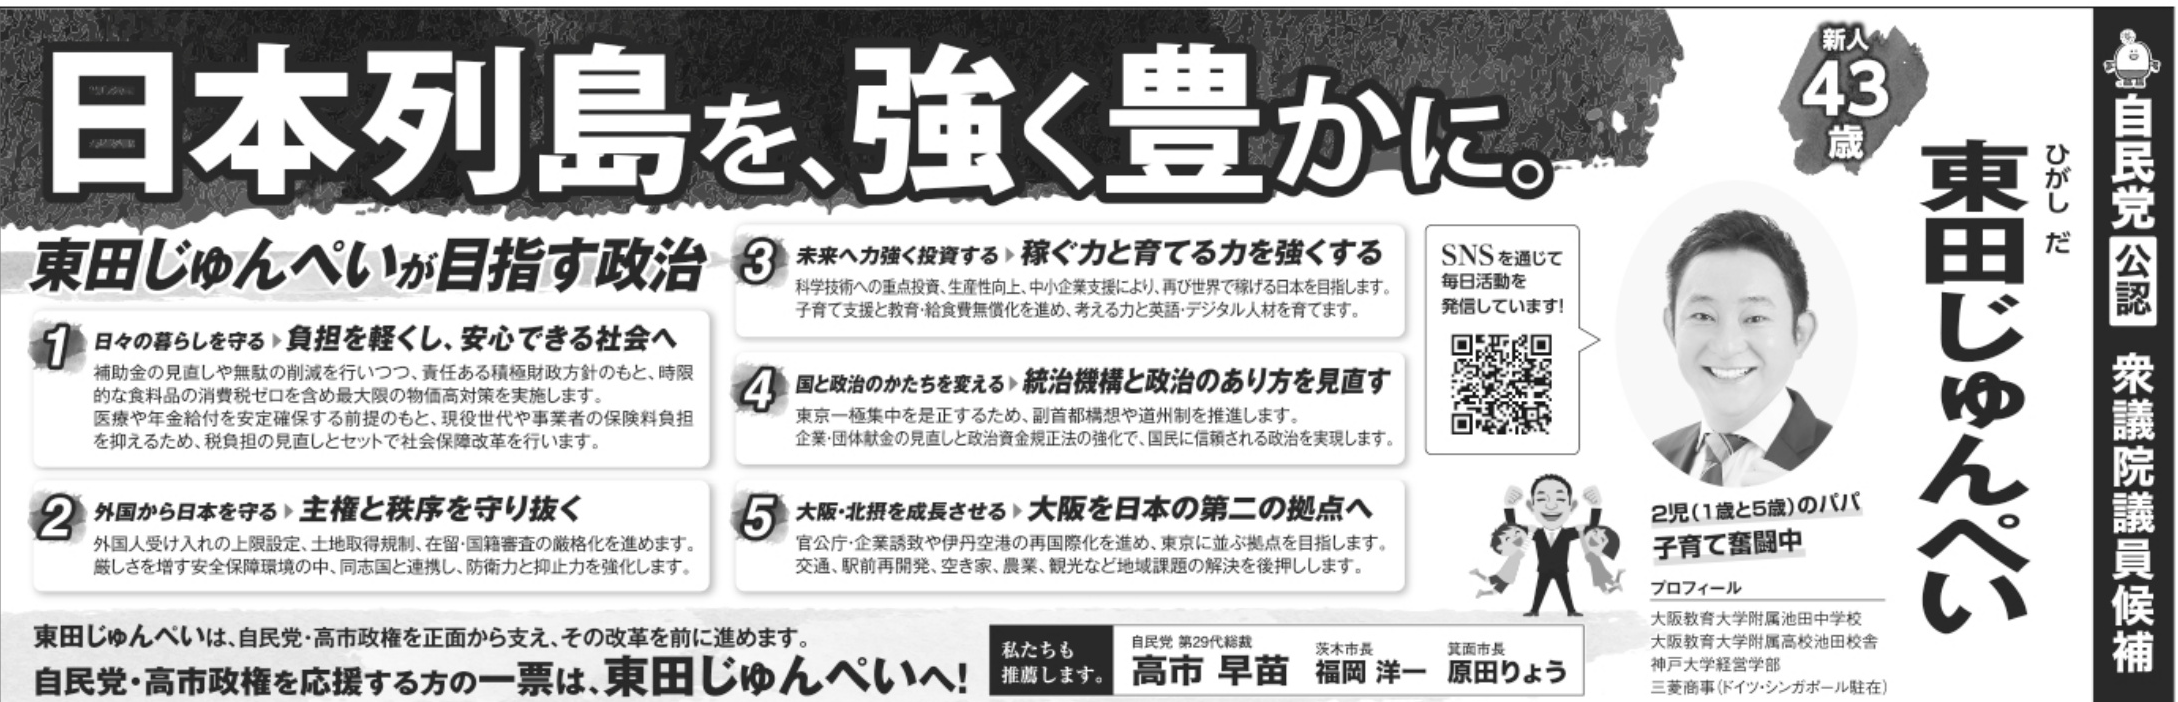 日本列島を、強く豊かに。
新人
43
歳
自民党 公認 衆議院議員候補
ひがし だ
東田じゅんぺい
東田じゅんぺいが目指す政治
1 日々の暮らしを守る 負担を軽くし、安心できる社会へ
補助金の見直しや無駄の削減を行いつつ、責任ある積極財政方針のもと、時限
的な食料品の消費税ゼロを含め最大限の物価高対策を実施します。
医療や年金給付を安定確保する前提のもと、現役世代や事業者の保険料負担
を抑えるため、税負担の見直しとセットで社会保障改革を行います。
2 外国から日本を守る 主権と秩序を守り抜く
外国人受け入れの上限設定、土地取得規制、在留・国籍審査の厳格化を進めます。
厳しさを増す安全保障環境の中、同志国と連携し、防衛力と抑止力を強化します。
3 未来へ力強く投資する 稼ぐ力と育てる力を強くする
科学技術への重点投資、生産性向上、中小企業支援により、再び世界で稼げる日本を目指します。
子育て支援と教育・給食費無償化を進め、考える力と英語・デジタル人材を育てます。
4 国と政治のかたちを変える 統治機構と政治のあり方を見直す
東京一極集中を是正するため、副首都構想や道州制を推進します。
企業・団体献金の見直しと政治資金規正法の強化で、国民に信頼される政治を実現します。
5 大阪・北摂を成長させる 大阪を日本の第二の拠点へ
官公庁・企業誘致や伊丹空港の再国際化を進め、東京に並ぶ拠点を目指します。
交通、駅前再開発、空き家、農業、観光など地域課題の解決を後押しします。
SNSを通じて
毎日活動を
発信しています!
2児(1歳と5歳)のパパ
子育て奮闘中
プロフィール
大阪教育大学附属池田中学校
大阪教育大学附属高校池田校舎
神戸大学経営学部
三菱商事(ドイツ・シンガポール駐在)
東田じゅんぺいは、自民党・高市政権を正面から支え、その改革を前に進めます。
自民党・高市政権を応援する方の一票は、東田じゅんぺいへ!
私たちも
推薦します。
自民党 第29代総裁
高市 早苗
茨木市長
福岡 洋一
箕面市長
原田りょう